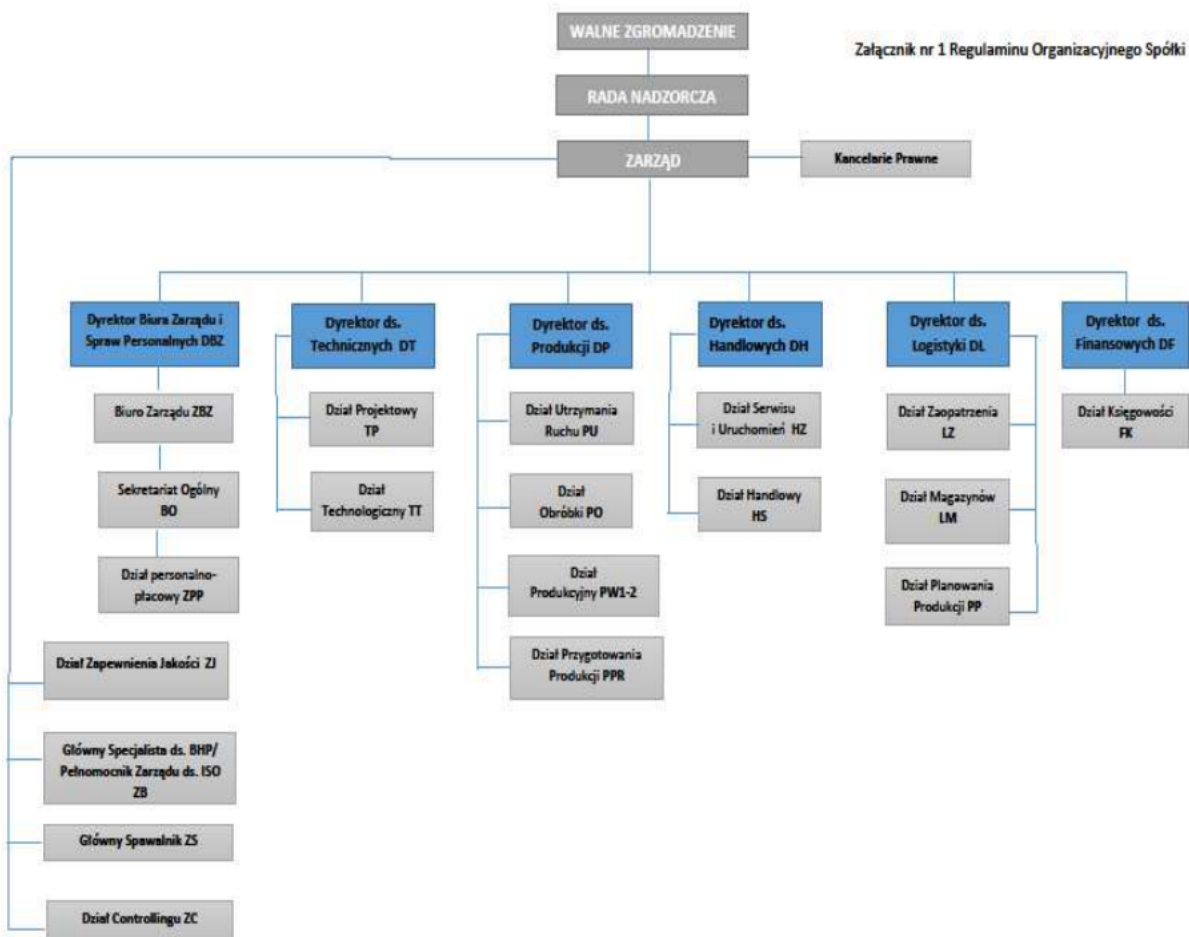 WALNE ZGROMADZENIE
Załącznik nr 1 Regulaminu Organizacyjnego Spółki
RADA NADZORCZA
ZARZĄD
Kancelarie Prawne
Dyrektor Biura Zarządu i
Spraw Personalnych DBZ
Dyrektor ds.
Technicznych DT
Dyrektor ds.
Produkcji DP
Dyrektor ds.
Handlowych DH
Dyrektor ds.
Logistyki DL
Dyrektor ds.
Finansowych DF
Biuro Zarządu ZBZ
Sekretariat Ogólny
BO
Dział personalno-
płacowy ZPP
Dział Projektowy
TP
Dział
Technologiczny TT
Dział Utrzymania
Ruchu PU
Dział
Obróbki PO
Dział
Produkcyjny PW1-2
Dział Przygotowania
Produkcji PPR
Dział Serwisu
i Uruchomień HZ
Dział Handlowy
HS
Dział Zaopatrzenia
LZ
Dział Magazynów
LM
Dział Planowania
Produkcji PP
Dział Księgowości
FK
Dział Zapewnienia Jakości ZJ
Główny Specjalista ds. BHP/
Pełnomocnik Zarządu ds. ISO
ZB
Główny Spawalnik ZS
Dział Controllingu ZC